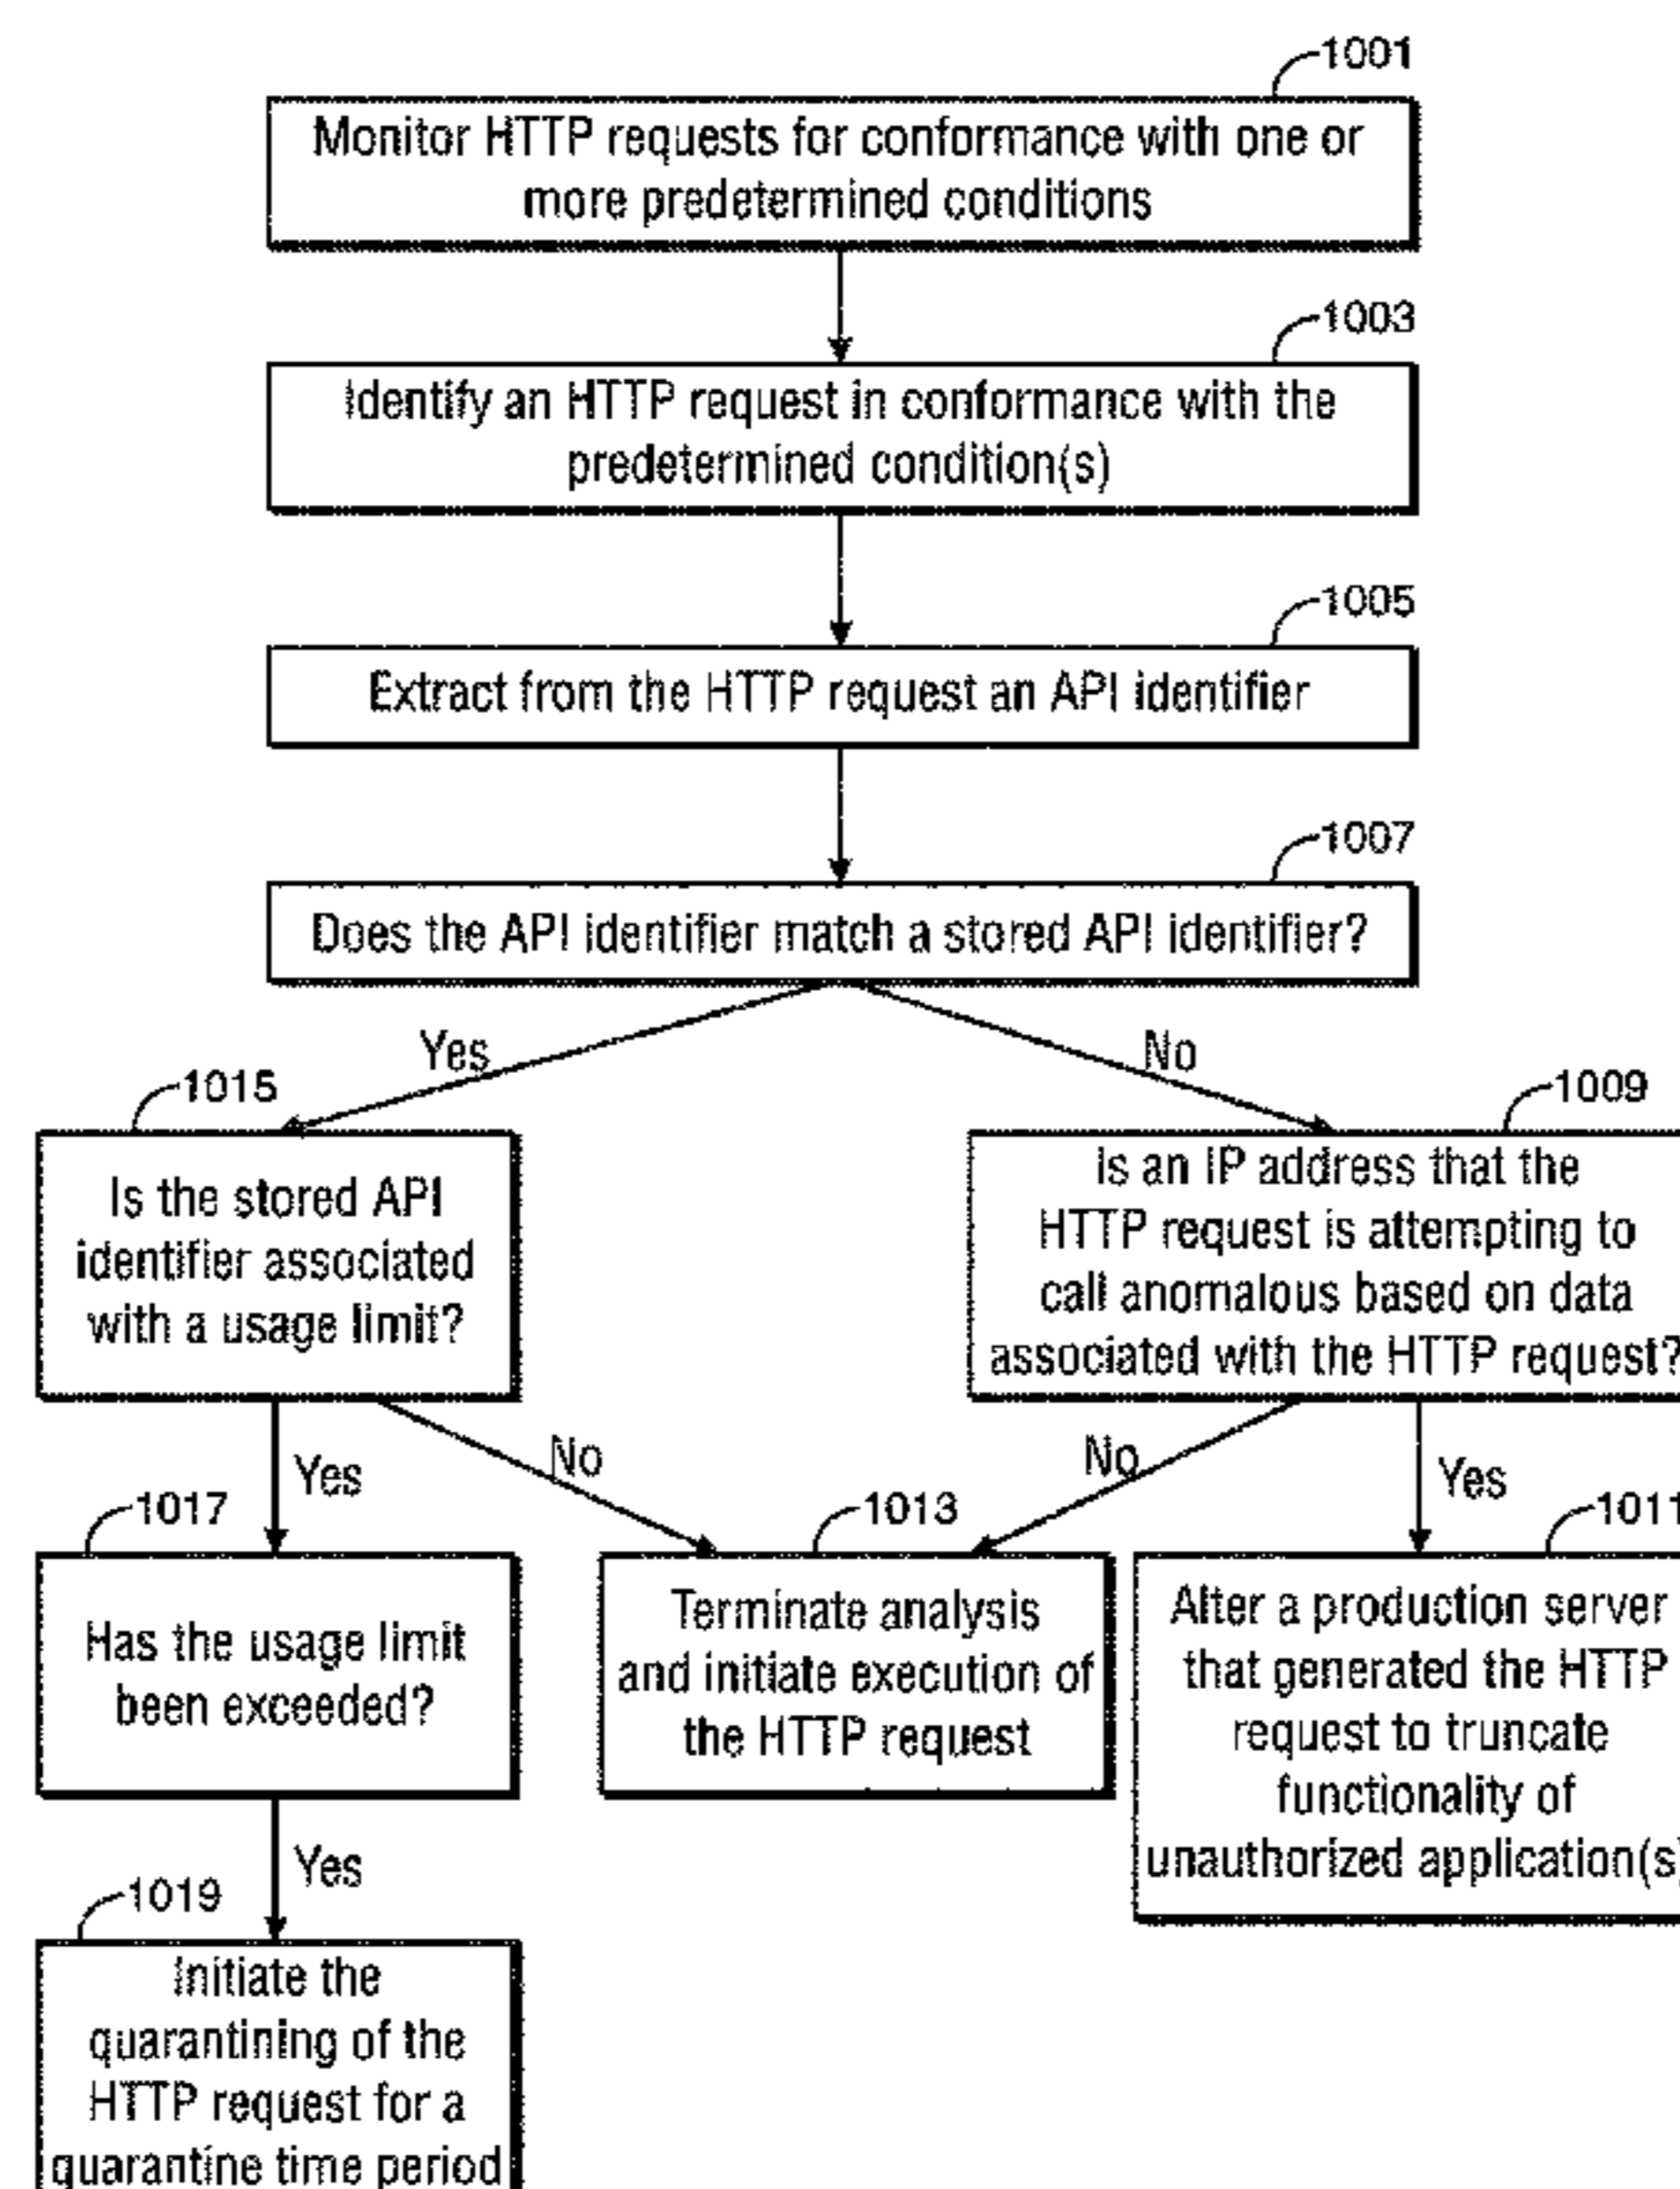 1001
Monitor HTTP requests for conformance with one or
more predetermined conditions
1003
Identify an HTTP request in conformance with the
predetermined condition(s)
1005
Extract from the HTTP request an API identifier
1007
Does the API identifier match a stored API identifier?
Yes
No
1015
Is the stored API
identifier associated
with a usage limit?
1009
Is an IP address that the
HTTP request is attempting to
call anomalous based on data
associated with the HTTP request?
Yes
No
No
Yes
1017
Has the usage limit
been exceeded?
1013
Terminate analysis
and initiate execution of
the HTTP request
1011
Alter a production server
that generated the HTTP
request to truncate
functionality of
unauthorized application(s)
Yes
1019
Initiate the
quarantining of the
HTTP request for a
quarantine time period